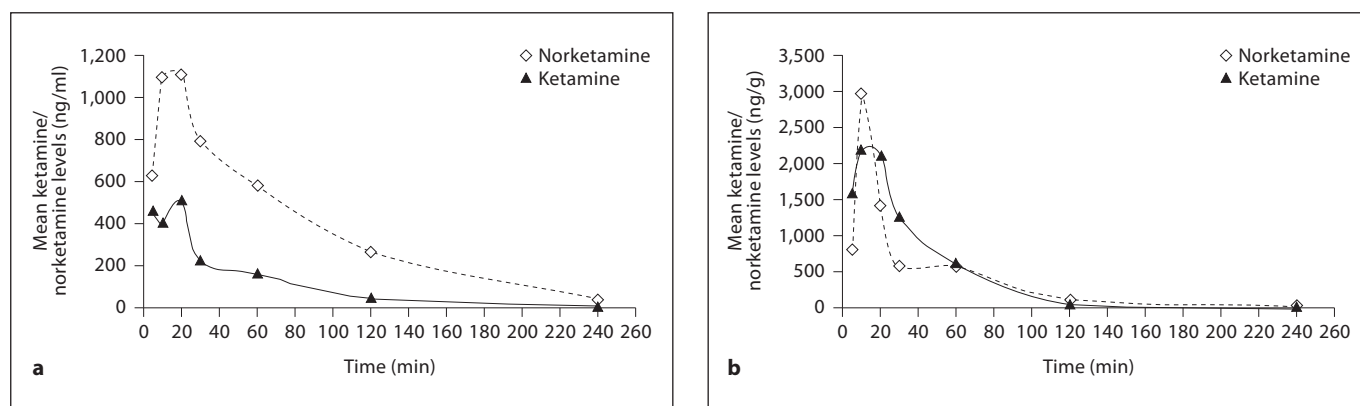 Mean ketamine/
norketamine levels (ng/ml)
1,200
1,000
800
600
400
200
0
0 20 40 60 80 100 120 140 160 180 200 220 240 260
Time (min)
Norketamine
Ketamine
a
Mean ketamine/
norketamine levels (ng/g)
3,500
3,000
2,500
2,000
1,500
1,000
500
0
0 20 40 60 80 100 120 140 160 180 200 220 240 260
Time (min)
Norketamine
Ketamine
b